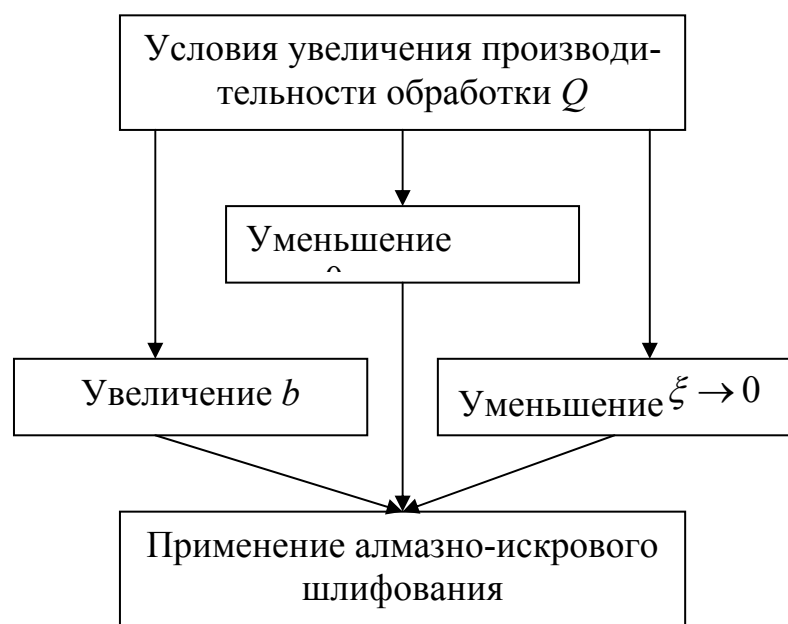 Условия увеличения производи-
тельности обработки Q
Уменьшение
Увеличение b
Уменьшение ξ → 0
Применение алмазно-искрового
шлифования